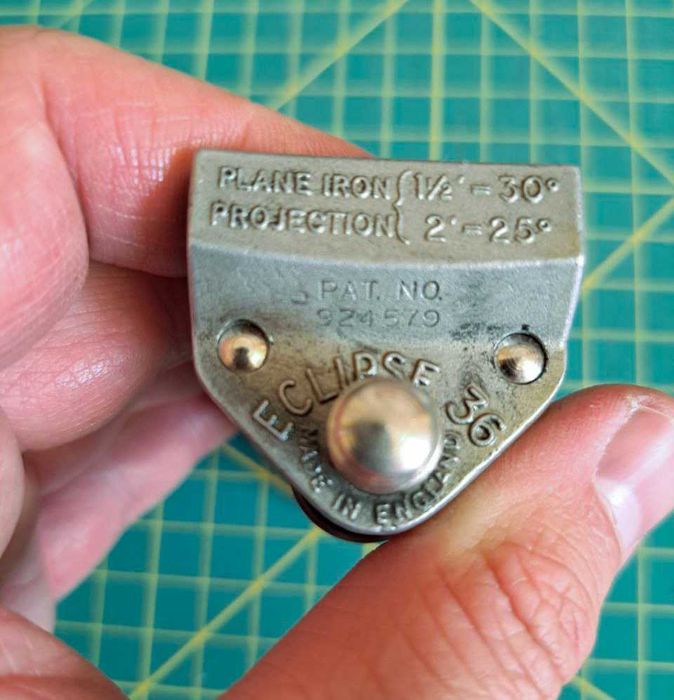 PLANE IRON { 1½' = 30°
PROJECTION { 2' = 25°
PAT. NO.
924579
ECLIPSE 36
MADE IN ENGLAND